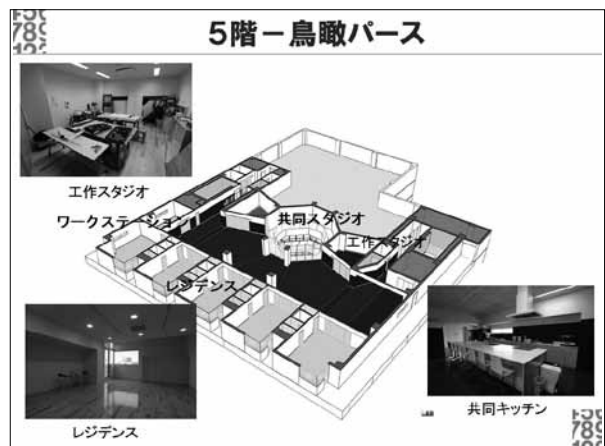 ５階－鳥瞰パース
工作スタジオ
ワークステーション
共同スタジオ
工作スタジオ
レジデンス
レジデンス
共同キッチン